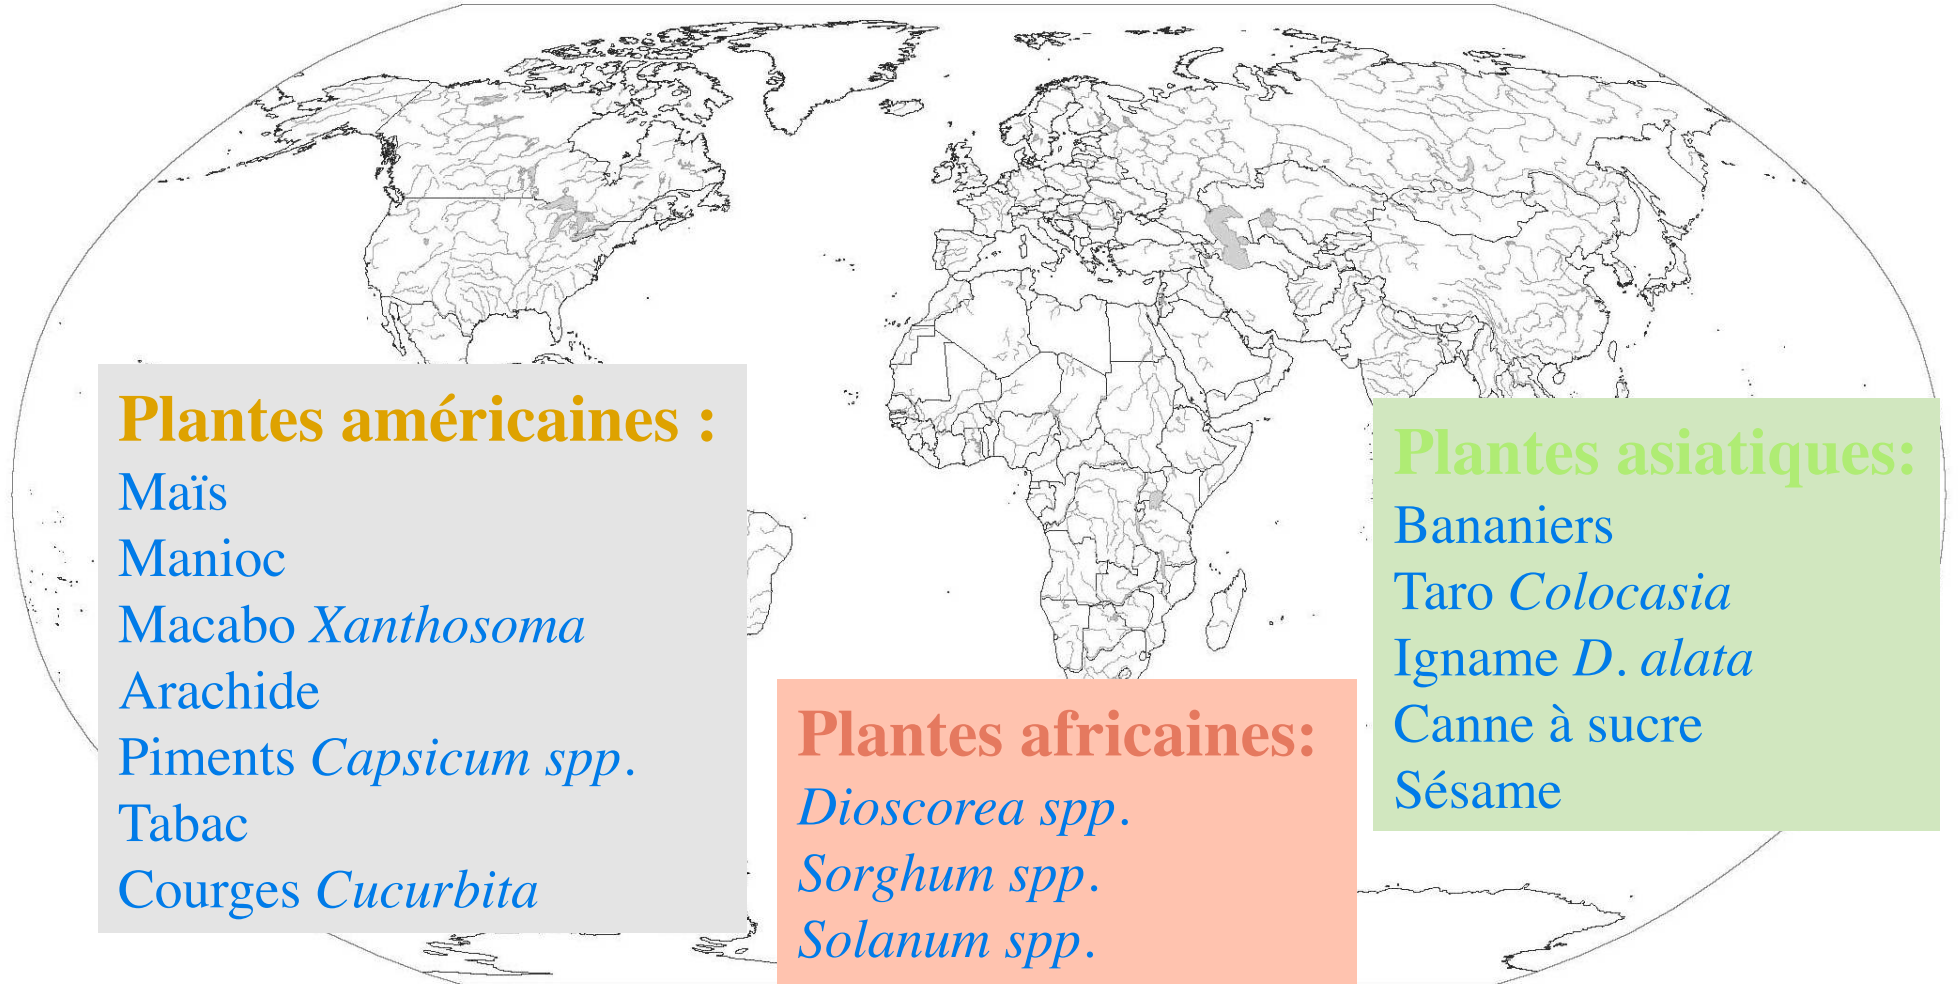 Plantes américaines :
Maïs
Manioc
Macabo Xanthosoma
Arachide
Piments Capsicum spp.
Tabac
Courges Cucurbita
Plantes africaines:
Dioscorea spp.
Sorghum spp.
Solanum spp.
Plantes asiatiques:
Bananiers
Taro Colocasia
Igname D. alata
Canne à sucre
Sésame